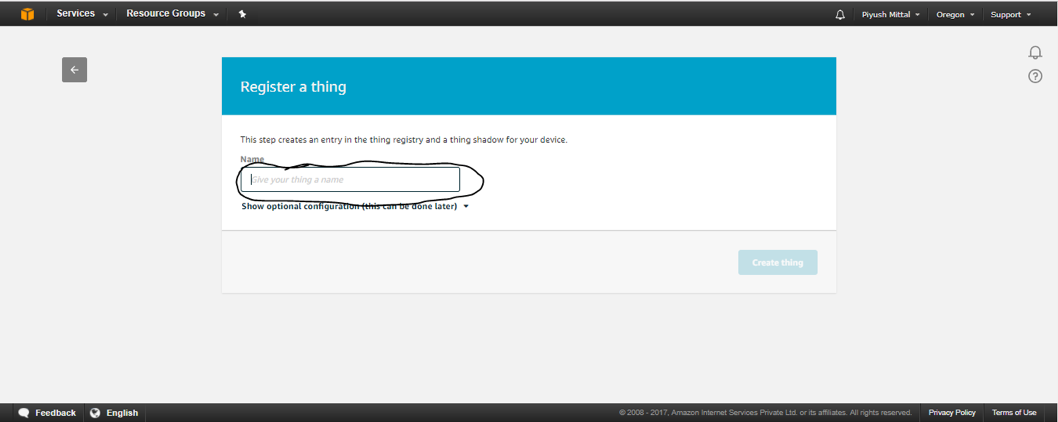 Services Resource Groups Piyush Mittal Oregon Support
Register a thing
This step creates an entry in the thing registry and a thing shadow for your device.
Name
Give your thing a name
Show optional configuration (this can be done later)
Create thing
Feedback English © 2008 - 2017, Amazon Internet Services Private Ltd. or its affiliates. All rights reserved. Privacy Policy Terms of Use